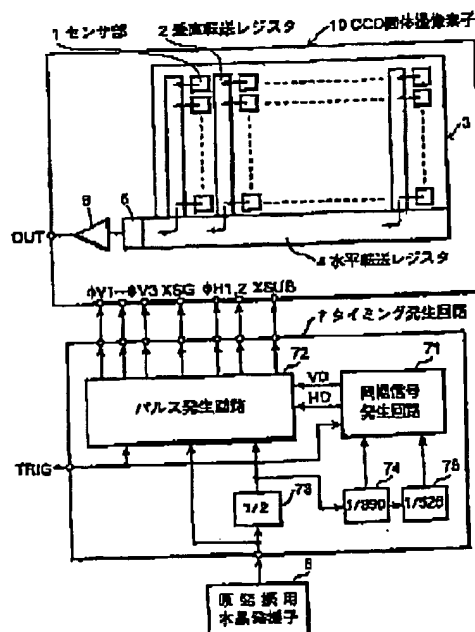 1 センサ部
2 垂直転送レジスタ
10 CCD固体撮像素子
3
6
5
OUT
4 水平転送レジスタ
φV1~φV3 XSG φH1,2 XSUB
7 タイミング発生回路
72
71
パルス発生回路
VD
HD
同期信号
発生回路
TRIG
74
75
1/2
73
1/525
8
原発振用
水晶発振子